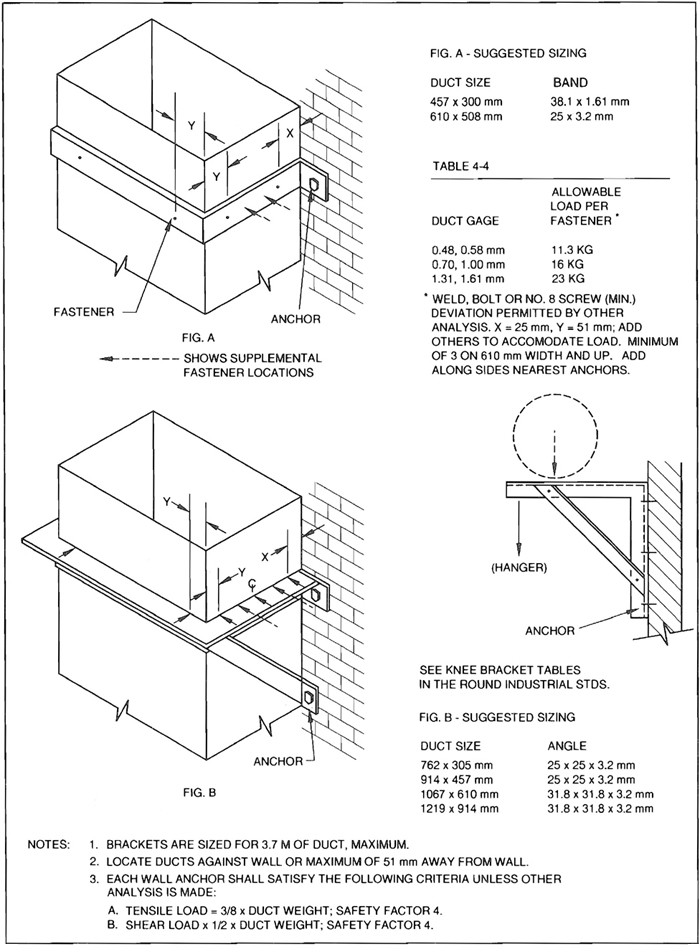 FIG. A - SUGGESTED SIZING
DUCT SIZE BAND
457 x 300 mm 38.1 x 1.61 mm
610 x 508 mm 25 x 3.2 mm
TABLE 4-4
ALLOWABLE
LOAD PER
DUCT GAGE FASTENER *
0.48, 0.58 mm 11.3 KG
0.70, 1.00 mm 16 KG
1.31, 1.61 mm 23 KG
* WELD, BOLT OR NO. 8 SCREW (MIN.)
DEVIATION PERMITTED BY OTHER
ANALYSIS. X = 25 mm, Y = 51 mm; ADD
OTHERS TO ACCOMODATE LOAD. MINIMUM
OF 3 ON 610 mm WIDTH AND UP. ADD
ALONG SIDES NEAREST ANCHORS.
Y
X
Y
FASTENER
ANCHOR
FIG. A
SHOWS SUPPLEMENTAL
FASTENER LOCATIONS
Y
X
Y
℄
ANCHOR
FIG. B
(HANGER)
ANCHOR
SEE KNEE BRACKET TABLES
IN THE ROUND INDUSTRIAL STDS.
FIG. B - SUGGESTED SIZING
DUCT SIZE ANGLE
762 x 305 mm 25 x 25 x 3.2 mm
914 x 457 mm 25 x 25 x 3.2 mm
1067 x 610 mm 31.8 x 31.8 x 3.2 mm
1219 x 914 mm 31.8 x 31.8 x 3.2 mm
NOTES: 1. BRACKETS ARE SIZED FOR 3.7 M OF DUCT, MAXIMUM.
2. LOCATE DUCTS AGAINST WALL OR MAXIMUM OF 51 mm AWAY FROM WALL.
3. EACH WALL ANCHOR SHALL SATISFY THE FOLLOWING CRITERIA UNLESS OTHER
ANALYSIS IS MADE:
A. TENSILE LOAD = 3/8 x DUCT WEIGHT; SAFETY FACTOR 4.
B. SHEAR LOAD x 1/2 x DUCT WEIGHT; SAFETY FACTOR 4.